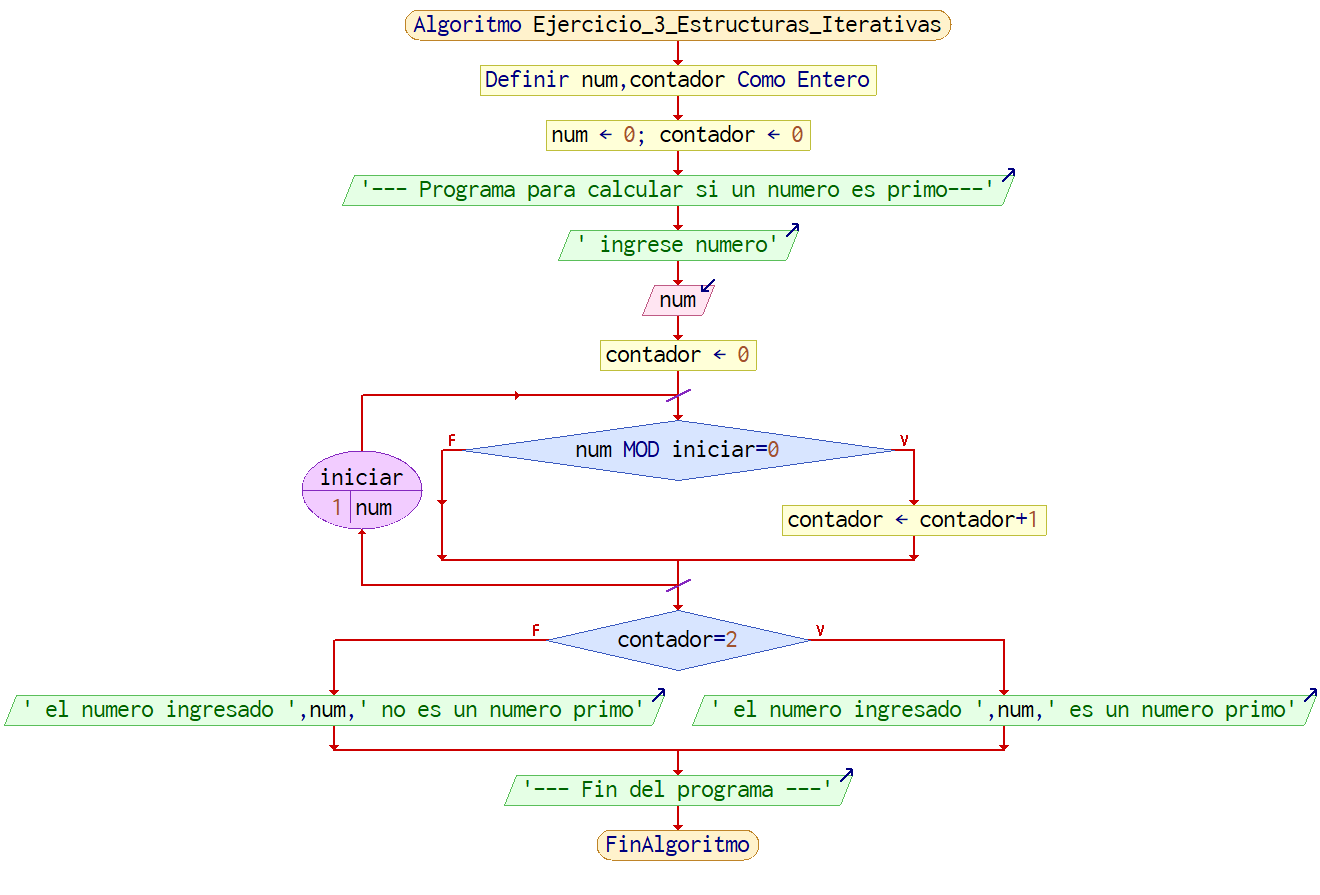 Algoritmo Ejercicio_3_Estructuras_Iterativas
Definir num,contador Como Entero
num ← 0; contador ← 0
'--- Programa para calcular si un numero es primo---'
' ingrese numero'
num
contador ← 0
F
num MOD iniciar=0
V
iniciar
1 num
contador ← contador+1
F
contador=2
V
' el numero ingresado ',num,' no es un numero primo'
' el numero ingresado ',num,' es un numero primo'
'--- Fin del programa ---'
FinAlgoritmo